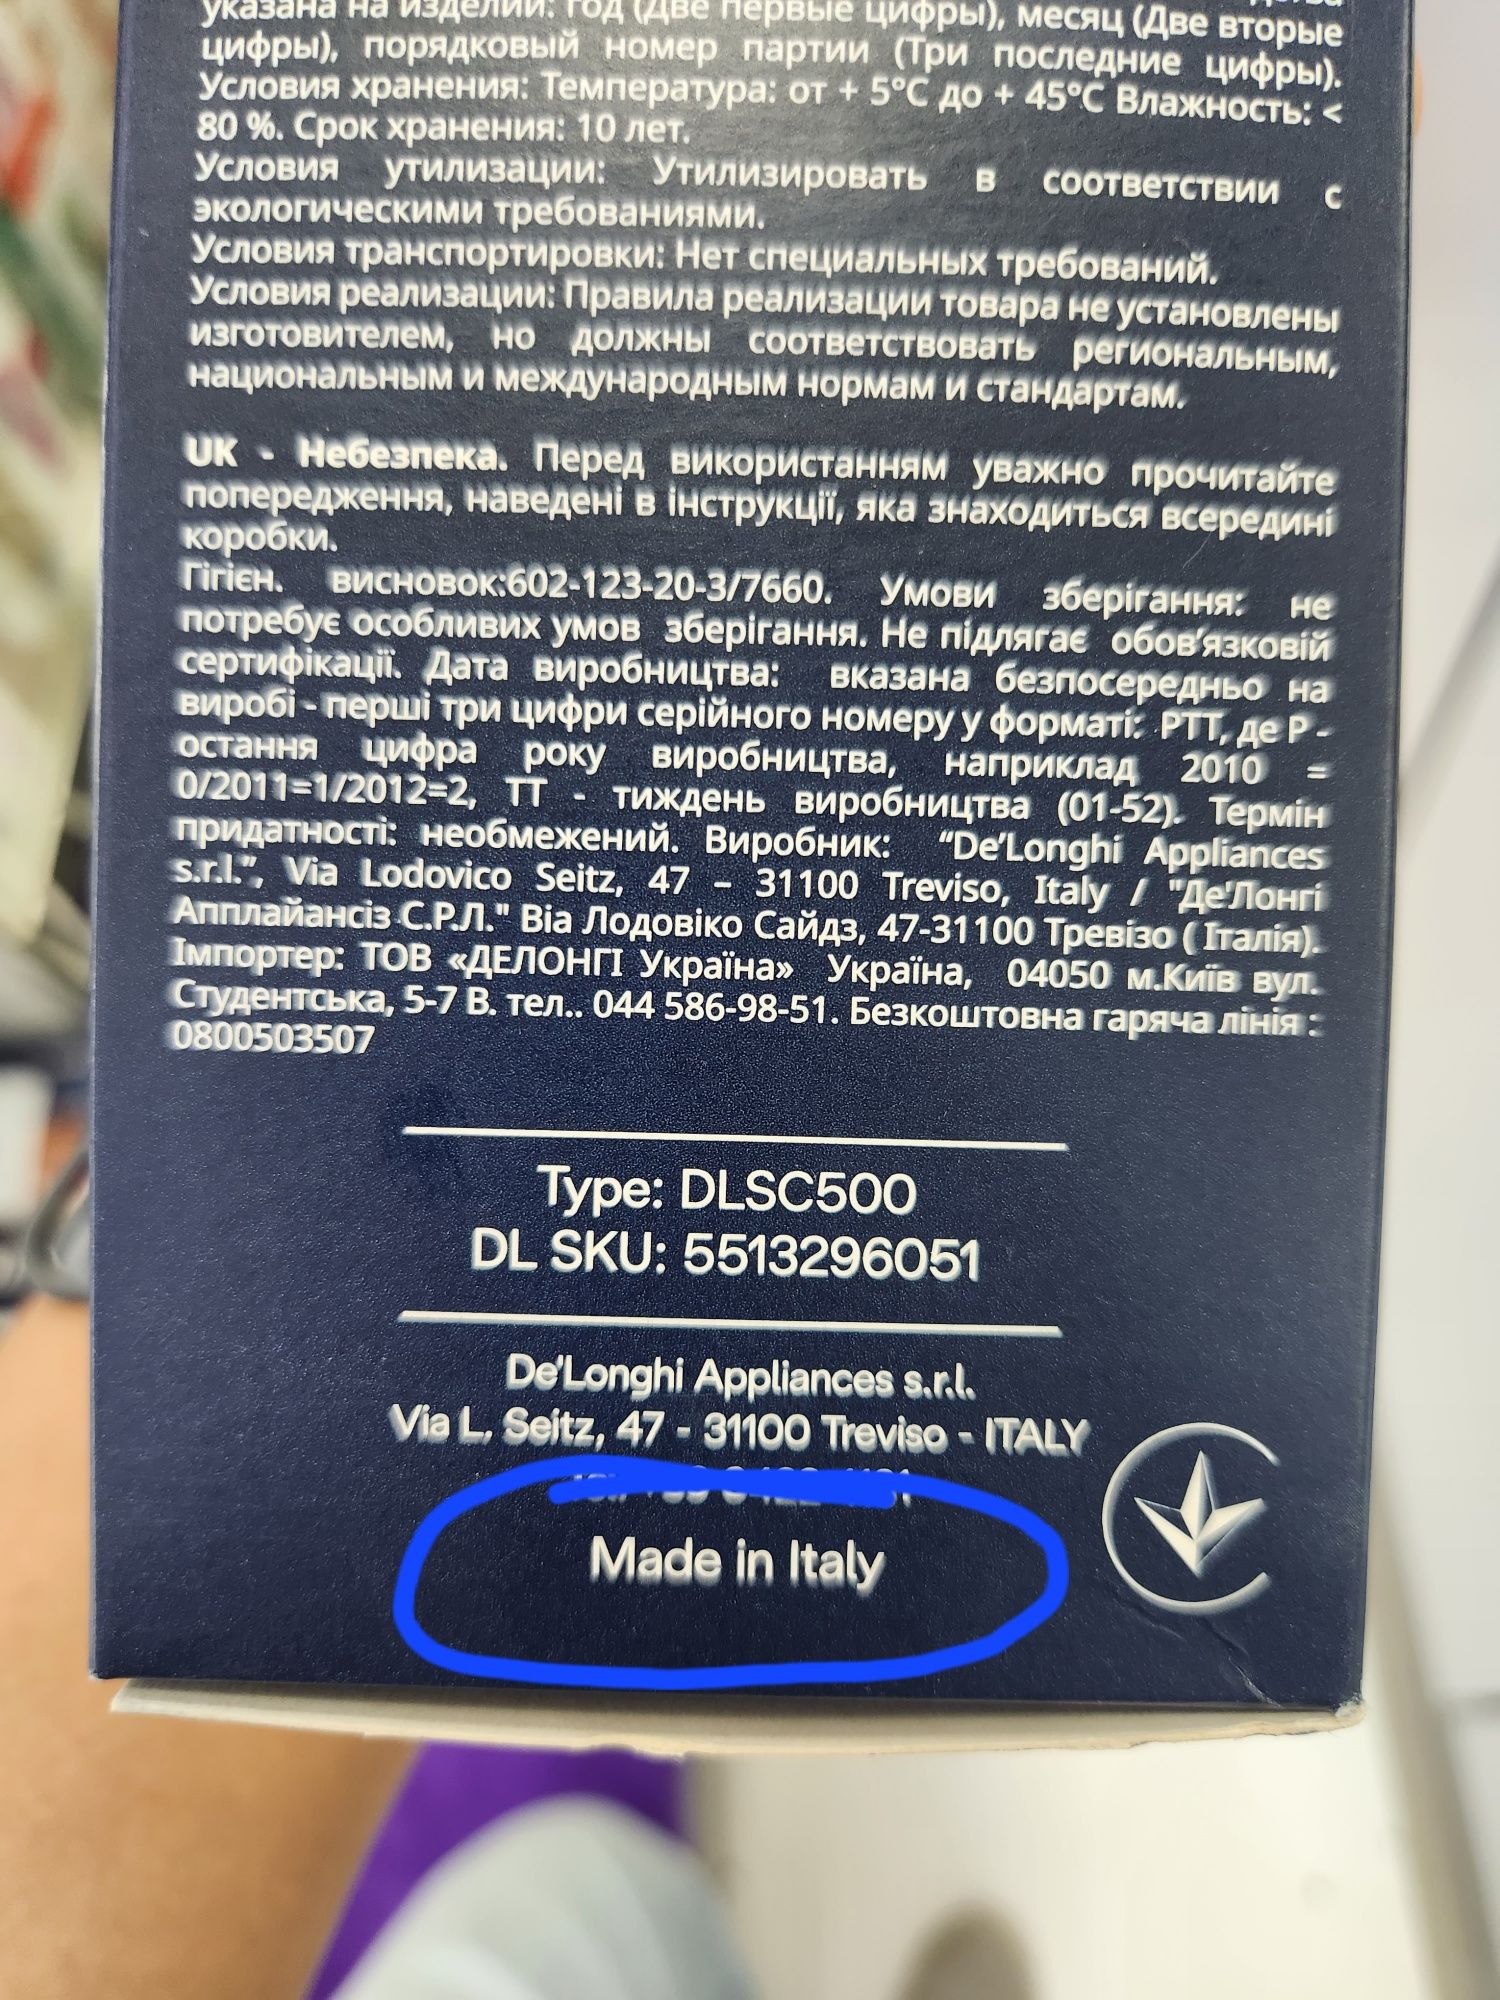 указана на изделии: год (Две первые цифры), месяц (Две вторые
цифры), порядковый номер партии (Три последние цифры).
Условия хранения: Температура: от + 5°C до + 45°C Влажность: <
80 %. Срок хранения: 10 лет.
Условия утилизации: Утилизировать в соответствии с
экологическими требованиями.
Условия транспортировки: Нет специальных требований.
Условия реализации: Правила реализации товара не установлены
изготовителем, но должны соответствовать региональным,
национальным и международным нормам и стандартам.
UK - Небезпека. Перед використанням уважно прочитайте
попередження, наведені в інструкції, яка знаходиться всередині
коробки.
Гігієн. висновок:602-123-20-3/7660. Умови зберігання: не
потребує особливих умов зберігання. Не підлягає обов’язковій
сертифікації. Дата виробництва: вказана безпосередньо на
виробі - перші три цифри серійного номеру у форматі: РТТ, де Р -
остання цифра року виробництва, наприклад 2010 =
0/2011=1/2012=2, ТТ - тиждень виробництва (01-52). Термін
придатності: необмежений. Виробник: “De’Longhi Appliances
s.r.l.”, Via Lodovico Seitz, 47 – 31100 Treviso, Italy / "Де'Лонгі
Апплайансіз С.Р.Л." Віа Лодовіко Сайдз, 47-31100 Тревізо ( Італія).
Імпортер: ТОВ «ДЕЛОНГІ Україна» Україна, 04050 м.Київ вул.
Студентська, 5-7 В. тел.. 044 586-98-51. Безкоштовна гаряча лінія :
0800503507
Type: DLSC500
DL SKU: 5513296051
De’Longhi Appliances s.r.l.
Via L. Seitz, 47 - 31100 Treviso - ITALY
Made in Italy